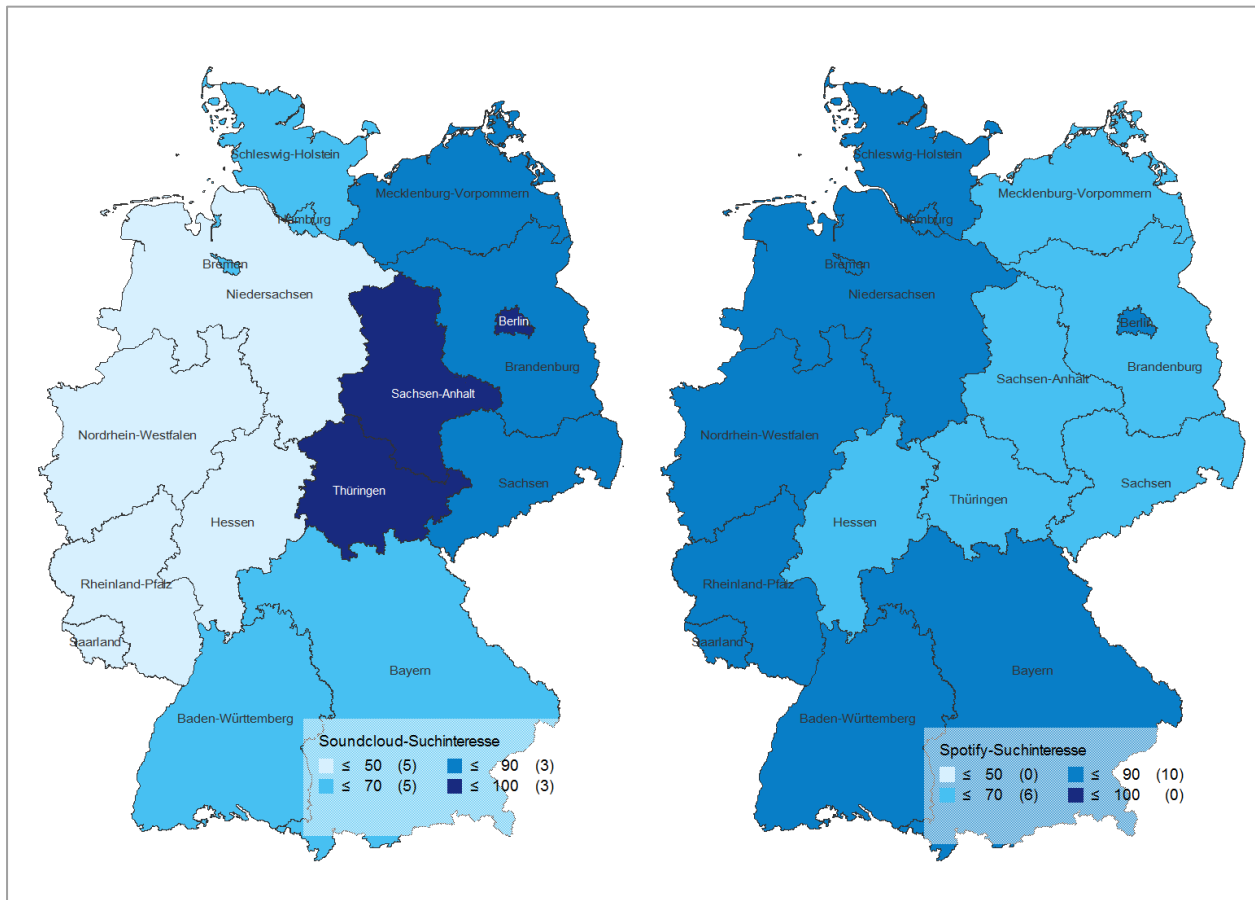 Schleswig-Holstein
Mecklenburg-Vorpommern
Hamburg
Bremen
Niedersachsen
Berlin
Brandenburg
Sachsen-Anhalt
Nordrhein-Westfalen
Sachsen
Thüringen
Hessen
Rheinland-Pfalz
Saarland
Bayern
Baden-Württemberg
Soundcloud-Suchinteresse
≤ 50 (5) ≤ 90 (3)
≤ 70 (5) ≤ 100 (3)
Schleswig-Holstein
Mecklenburg-Vorpommern
Hamburg
Bremen
Niedersachsen
Berlin
Brandenburg
Sachsen-Anhalt
Nordrhein-Westfalen
Sachsen
Thüringen
Hessen
Rheinland-Pfalz
Saarland
Bayern
Baden-Württemberg
Spotify-Suchinteresse
≤ 50 (0) ≤ 90 (10)
≤ 70 (6) ≤ 100 (0)